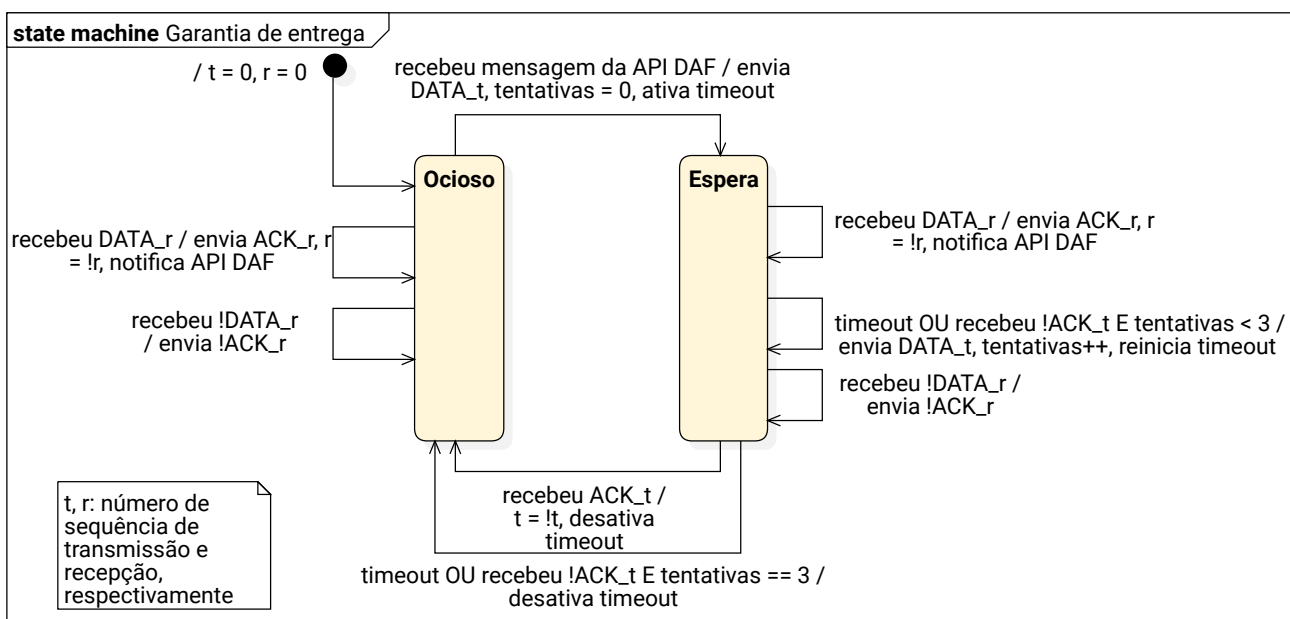 state machine Garantia de entrega
/ t = 0, r = 0
recebeu mensagem da API DAF / envia
DATA_t, tentativas = 0, ativa timeout
Ocioso
Espera
recebeu DATA_r / envia ACK_r, r
= !r, notifica API DAF
recebeu !DATA_r
/ envia !ACK_r
recebeu DATA_r / envia ACK_r, r
= !r, notifica API DAF
timeout OU recebeu !ACK_t E tentativas < 3 /
envia DATA_t, tentativas++, reinicia timeout
recebeu !DATA_r /
envia !ACK_r
recebeu ACK_t /
t = !t, desativa
timeout
timeout OU recebeu !ACK_t E tentativas == 3 /
desativa timeout
t, r: número de
sequência de
transmissão e
recepção,
respectivamente